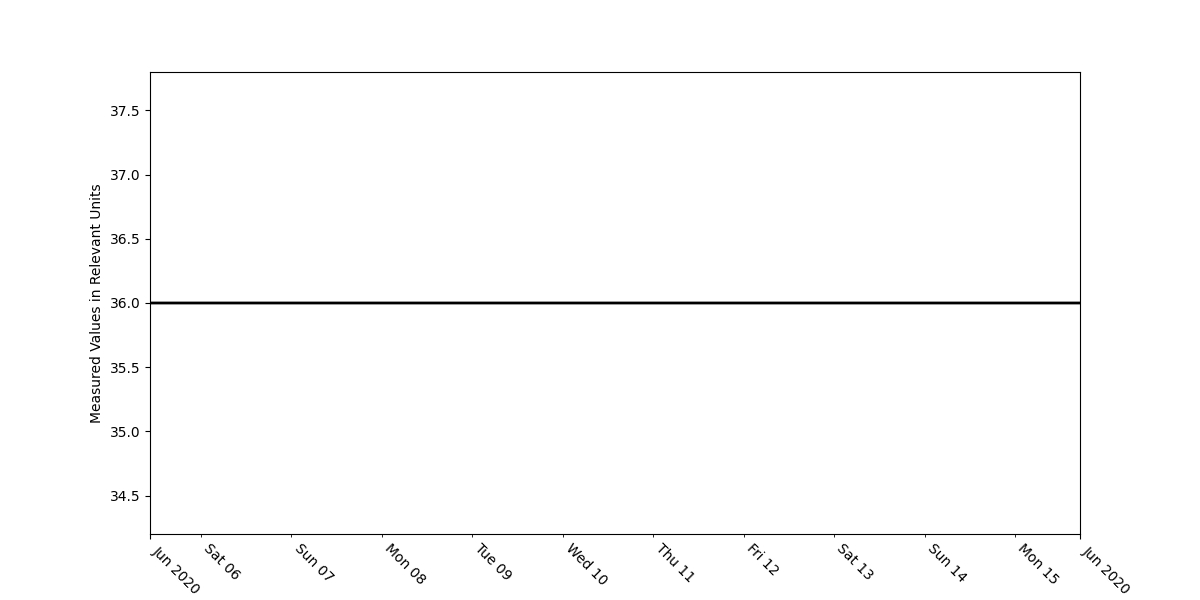 37.5
37.0
36.5
36.0
35.5
35.0
34.5
Measured Values in Relevant Units
Jun 2020
Sat 06
Sun 07
Mon 08
Tue 09
Wed 10
Thu 11
Fri 12
Sat 13
Sun 14
Mon 15
Jun 2020